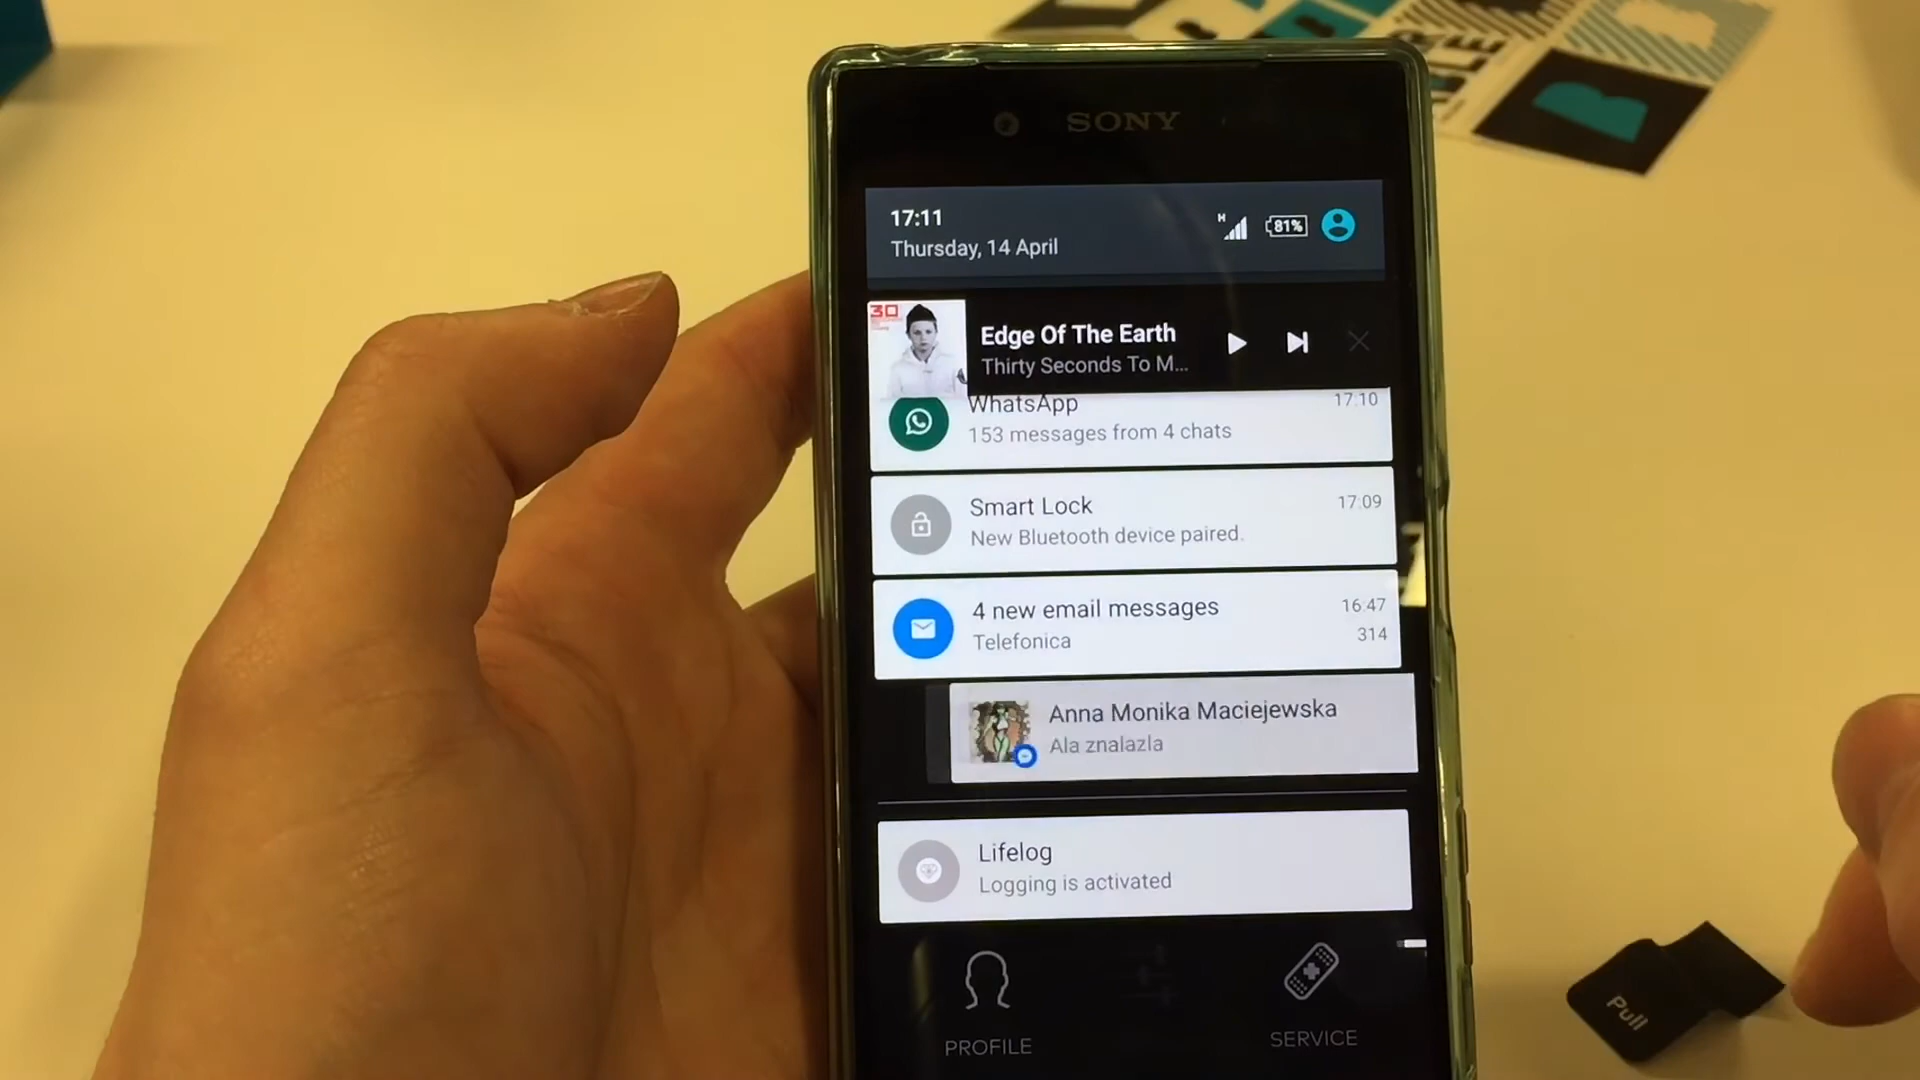 SONY
17:11
H
81%
Thursday, 14 April
30
Edge Of The Earth
Thirty Seconds To M...
WhatsApp
17:10
153 messages from 4 chats
Smart Lock
17:09
New Bluetooth device paired.
4 new email messages
16:47
Telefonica
314
Anna Monika Maciejewska
Ala znalazla
Lifelog
Logging is activated
PROFILE
SERVICE
Pull